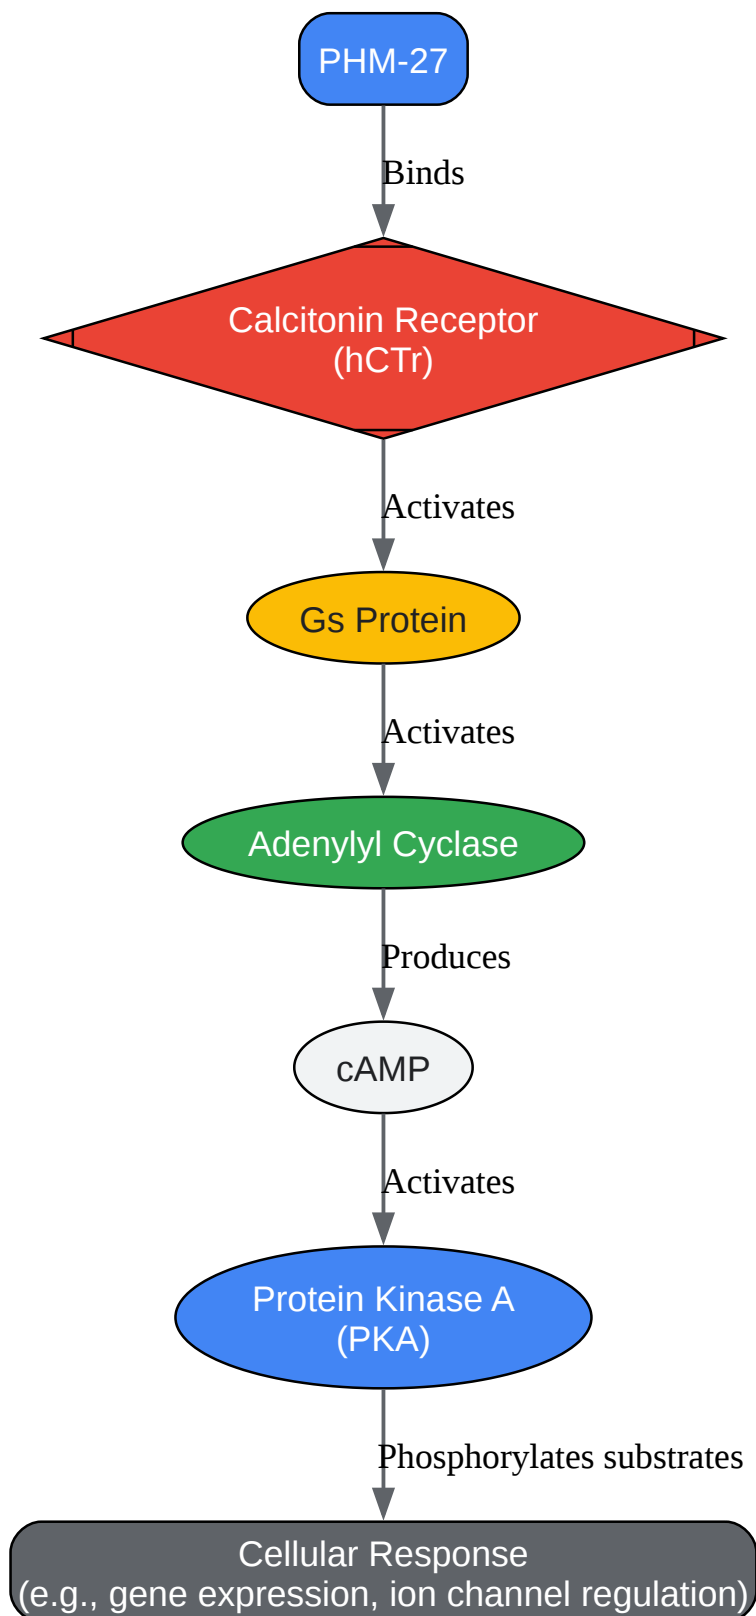 PHM-27
Binds
Calcitonin Receptor
(hCTr)
Activates
Gs Protein
Activates
Adenylyl Cyclase
Produces
cAMP
Activates
Protein Kinase A
(PKA)
Phosphorylates substrates
Cellular Response
(e.g., gene expression, ion channel regulation)